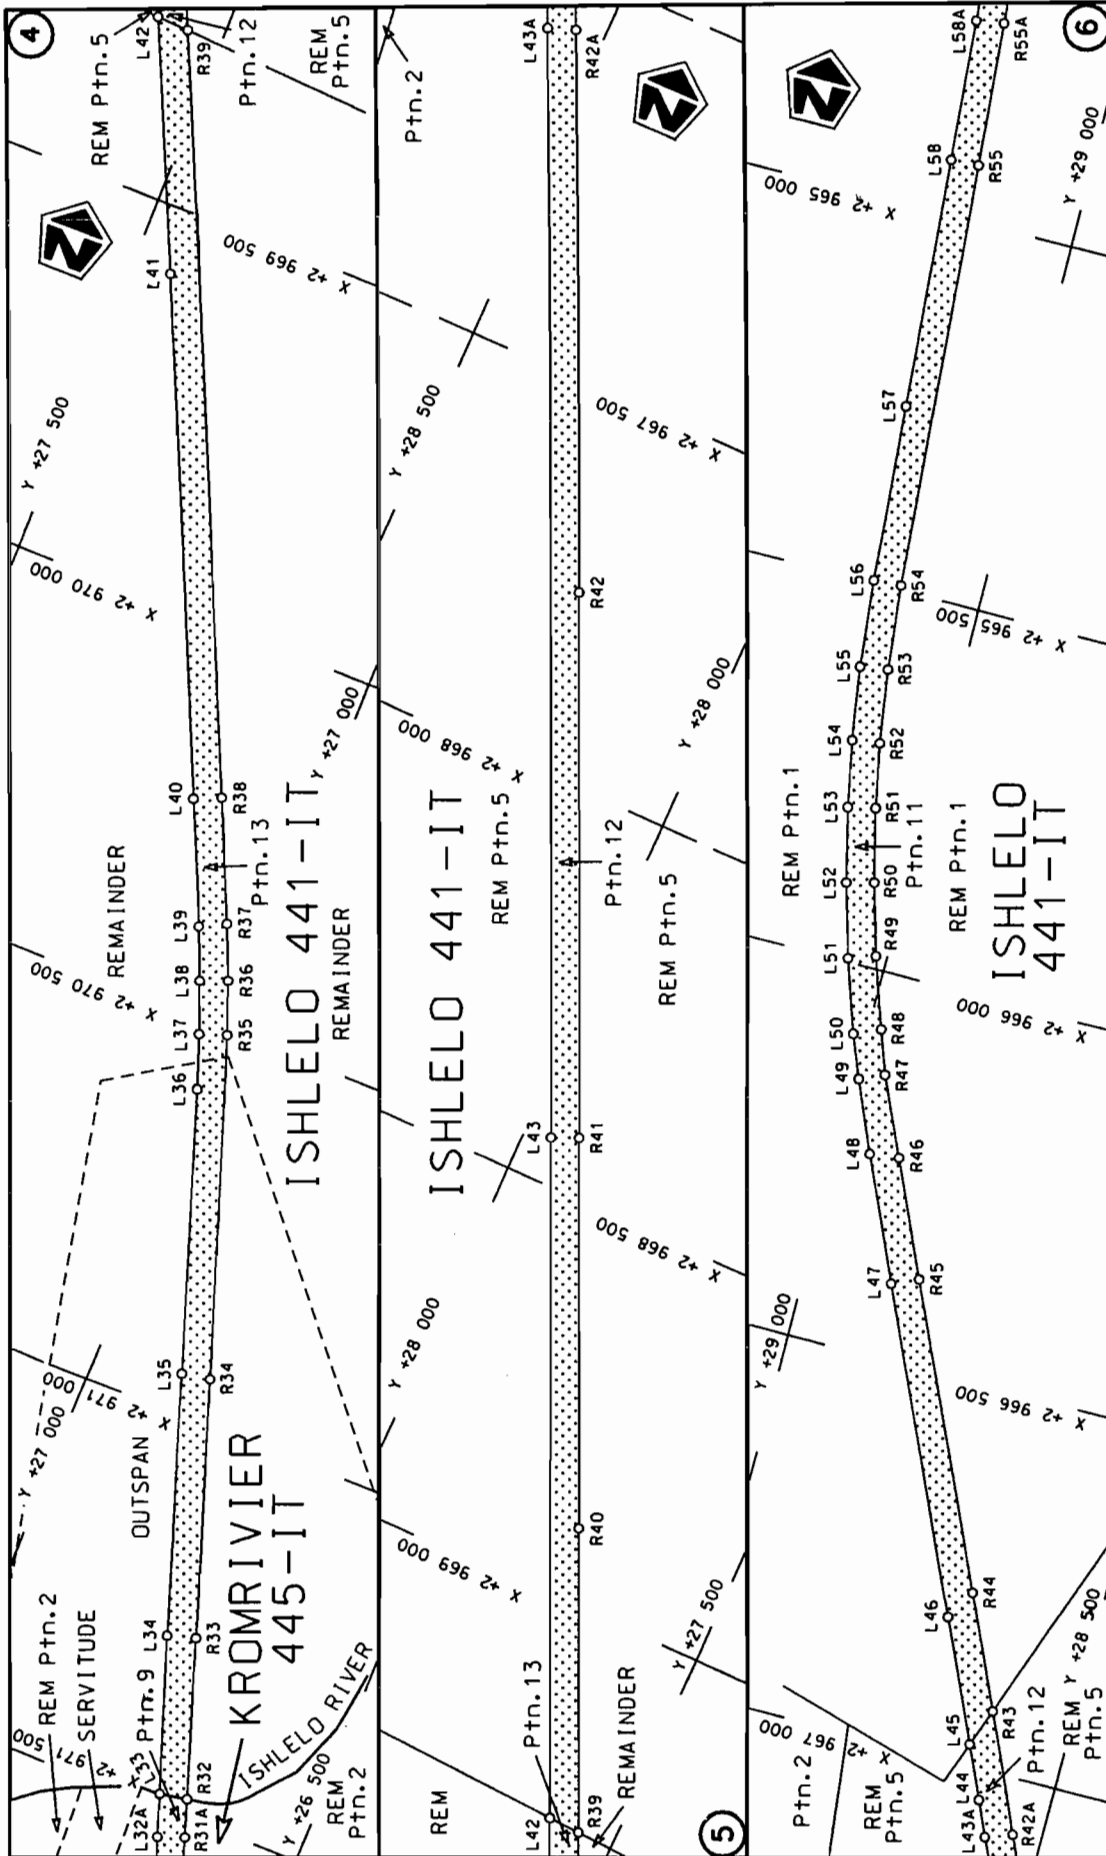 4
REM Ptn.2
SERVITUDE
X +2 971 500
L32A
L33
Ptn.9
R31A
R32
KROMRIVIER
445-IT
ISHLELO RIVER
Y +26 500
REM
Ptn.2
L34
R33
Y +27 000
OUTSPAN
X +2 971 000
L35
R34
L36
L37
R35
L38
R36
L39
R37
X +2 970 500
REMAINDER
Ptn.13
L40
R38
ISHLELO 441-IT
REMAINDER
Y +27 000
X +2 970 000
Y +27 500
L41
X +2 969 500
REM Ptn.5
L42
R39
Ptn.12
REM
Ptn.5
N
5
REM
L42
Ptn.13
R39
REMAINDER
X +2 969 000
R40
Y +27 500
Y +28 000
L43
R41
X +2 968 500
ISHLELO 441-IT
REM Ptn.5
Ptn.12
REM Ptn.5
X +2 968 000
Y +28 000
R42
Y +28 500
X +2 967 500
Ptn.2
L43A
R42A
N
6
Ptn.2
REM
Ptn.5
X +2 967 000
L43A
L44
L45
R42A
R43
Ptn.12
REM
Ptn.5
Y +28 500
L46
R44
Y +29 000
X +2 966 500
L47
R45
L48
R46
L49
R47
L50
R48
X +2 966 000
L51
R49
L52
R50
REM Ptn.1
Ptn.11
REM Ptn.1
ISHLELO
441-IT
L53
R51
L54
R52
L55
R53
L56
R54
X +2 965 500
L57
L58
R55
X +2 965 000
Y +29 000
L58A
R55A
N